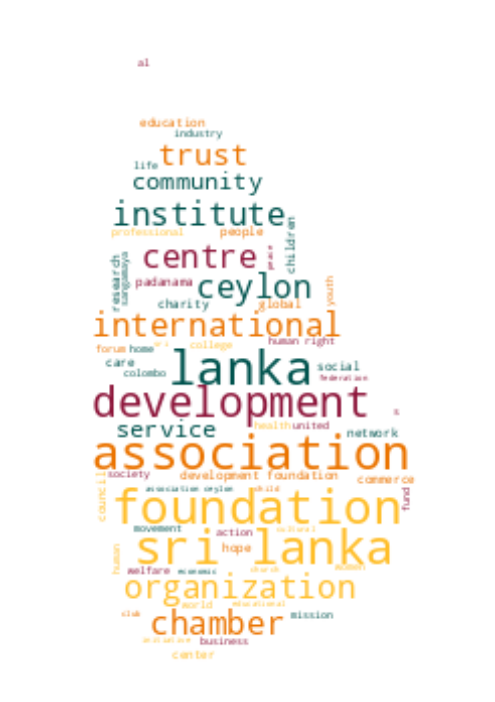 al
education
industry
trust
life
community
institute
professional people
children
centre
research
sangamaya
peace
padanama
ceylon
youth
charity global
international
human right
forum home
college
lanka
care
social
colombo
federation
development
s
service
health united
network
association
society
development foundation
commerce
council
association ceylon child
fund
foundation
movement
action
national
sri lanka
hope
human
welfare economic
church
women
organization
world educational
club
chamber
mission
initiative business
center